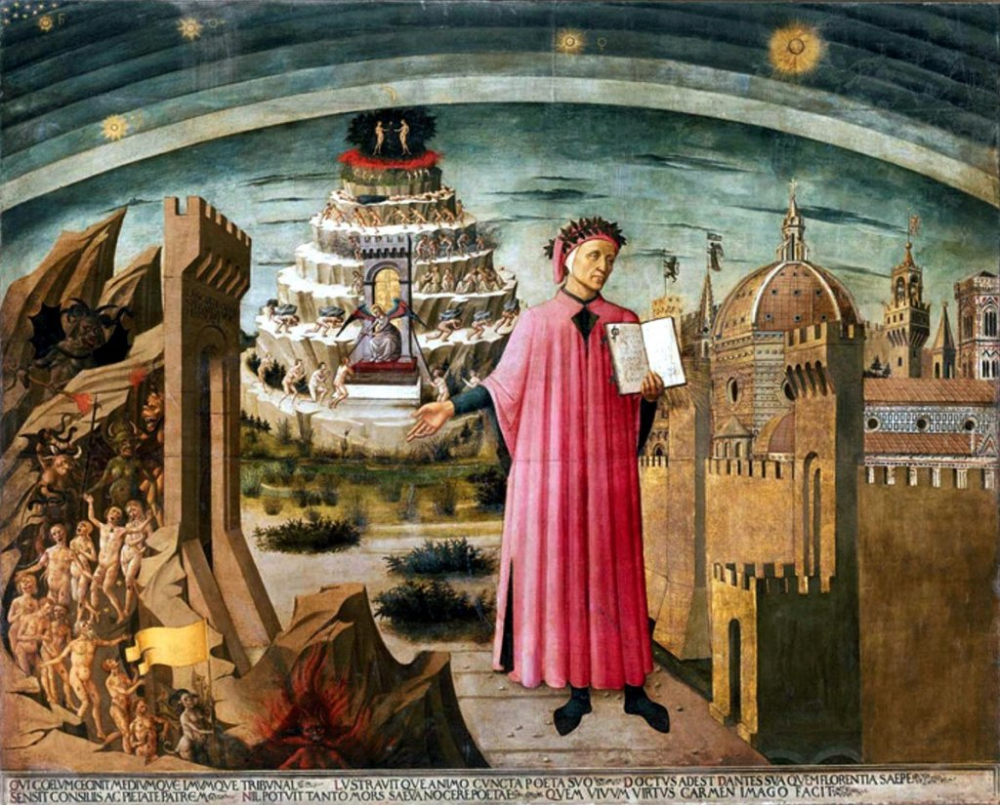 QVI COELVM CECINIT MEDIVMQVE IMVMQVE TRIBVNAL LVSTRAVITQVE ANIMO CVNCTA POETA SVO DOCTVS ADEST DANTES SVA QVEM FLORENTIA SAEPE
SENSIT CONSILIIS AC PIETATE PATREM NIL POTVIT TANTO MORS SAEVA NOCERE POETAE QVEM VIVVM VIRTVS CARMEN IMAGO FACIT